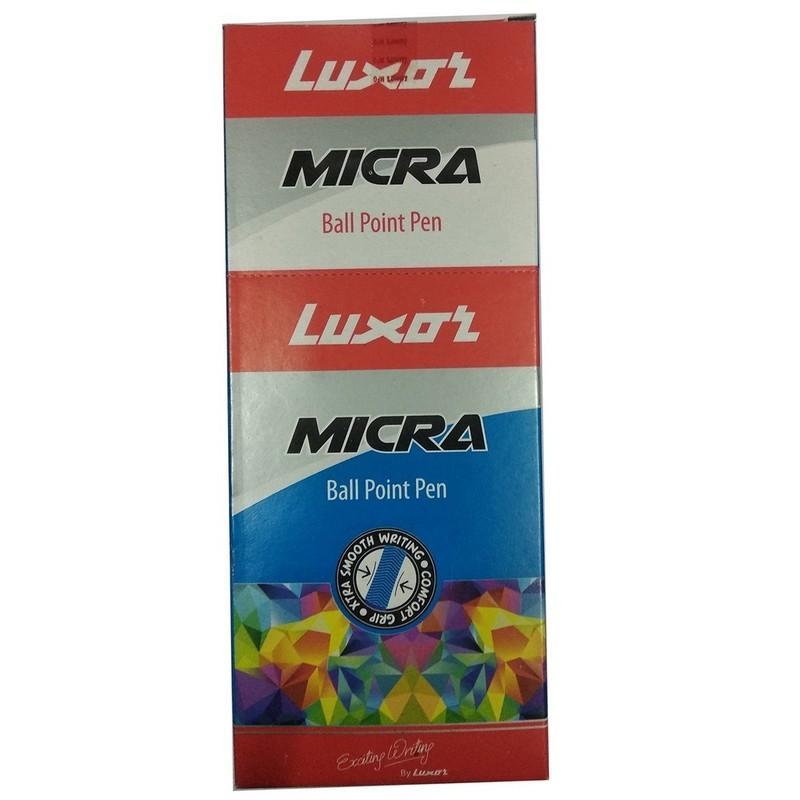 LUXOR
MICRA
Ball Point Pen
LUXOR
MICRA
Ball Point Pen
XTRA SMOOTH WRITING • COMFORT GRIP •
Exciting Writing
By LUXOR